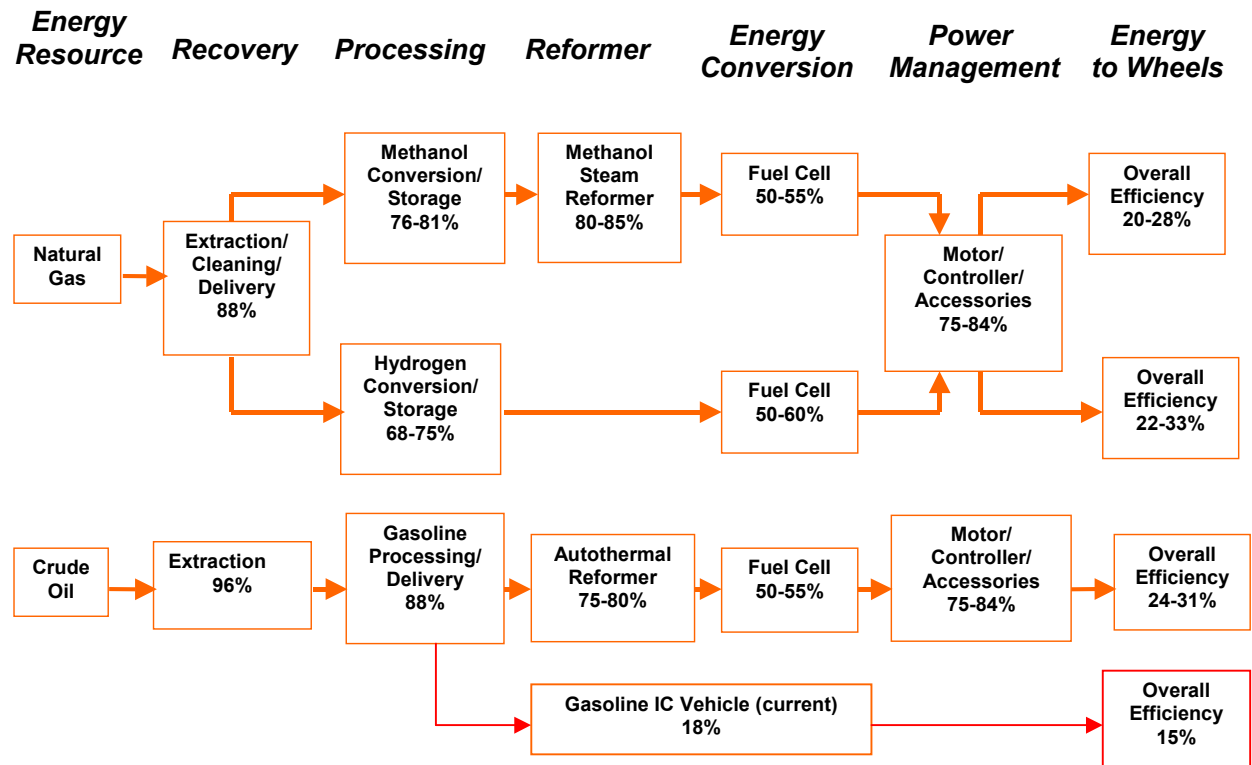 Energy
Resource
Recovery
Processing
Reformer
Energy
Conversion
Power
Management
Energy
to Wheels
Natural
Gas
Extraction/
Cleaning/
Delivery
88%
Methanol
Conversion/
Storage
76-81%
Methanol
Steam
Reformer
80-85%
Fuel Cell
50-55%
Motor/
Controller/
Accessories
75-84%
Overall
Efficiency
20-28%
Hydrogen
Conversion/
Storage
68-75%
Fuel Cell
50-60%
Overall
Efficiency
22-33%
Crude
Oil
Extraction
96%
Gasoline
Processing/
Delivery
88%
Autothermal
Reformer
75-80%
Fuel Cell
50-55%
Motor/
Controller/
Accessories
75-84%
Overall
Efficiency
24-31%
Gasoline IC Vehicle (current)
18%
Overall
Efficiency
15%